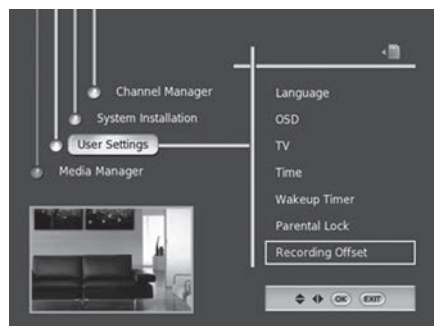 Channel Manager
System Installation
User Settings
Media Manager
Language
OSD
TV
Time
Wakeup Timer
Parental Lock
Recording Offset
OK EXIT